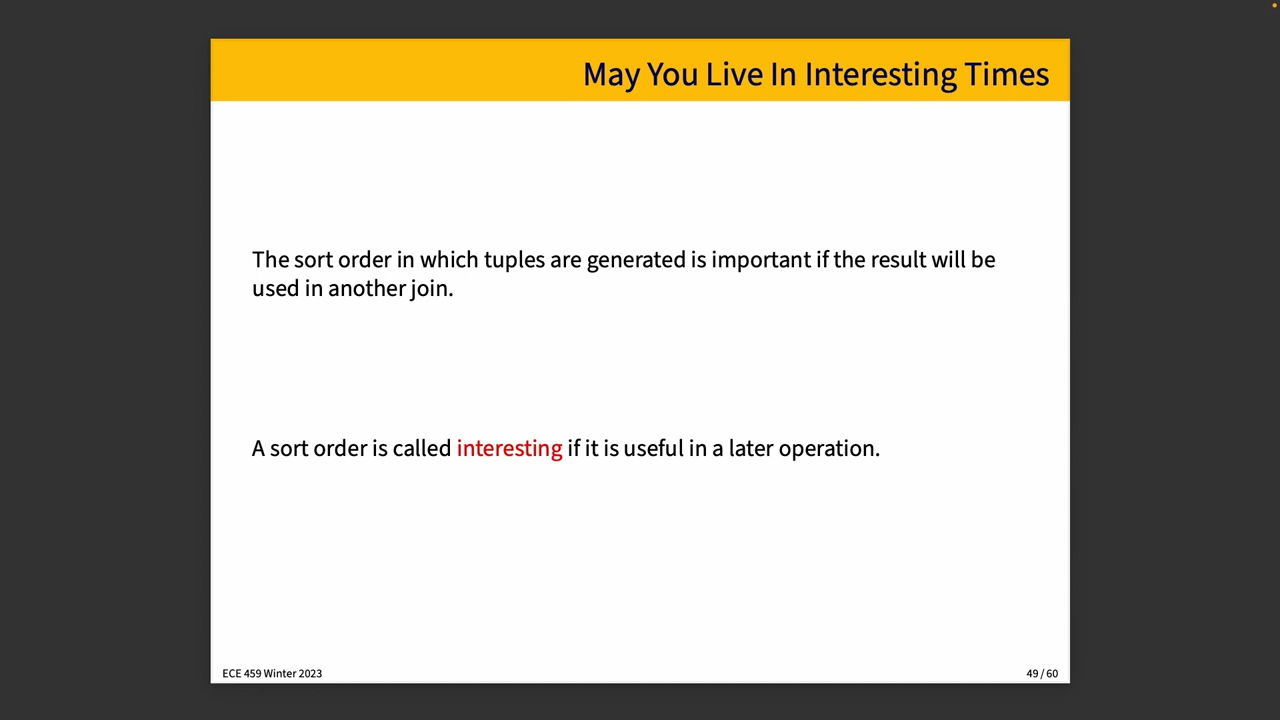 May You Live In Interesting Times
The sort order in which tuples are generated is important if the result will be
used in another join.
A sort order is called interesting if it is useful in a later operation.
ECE 459 Winter 2023
49 / 60